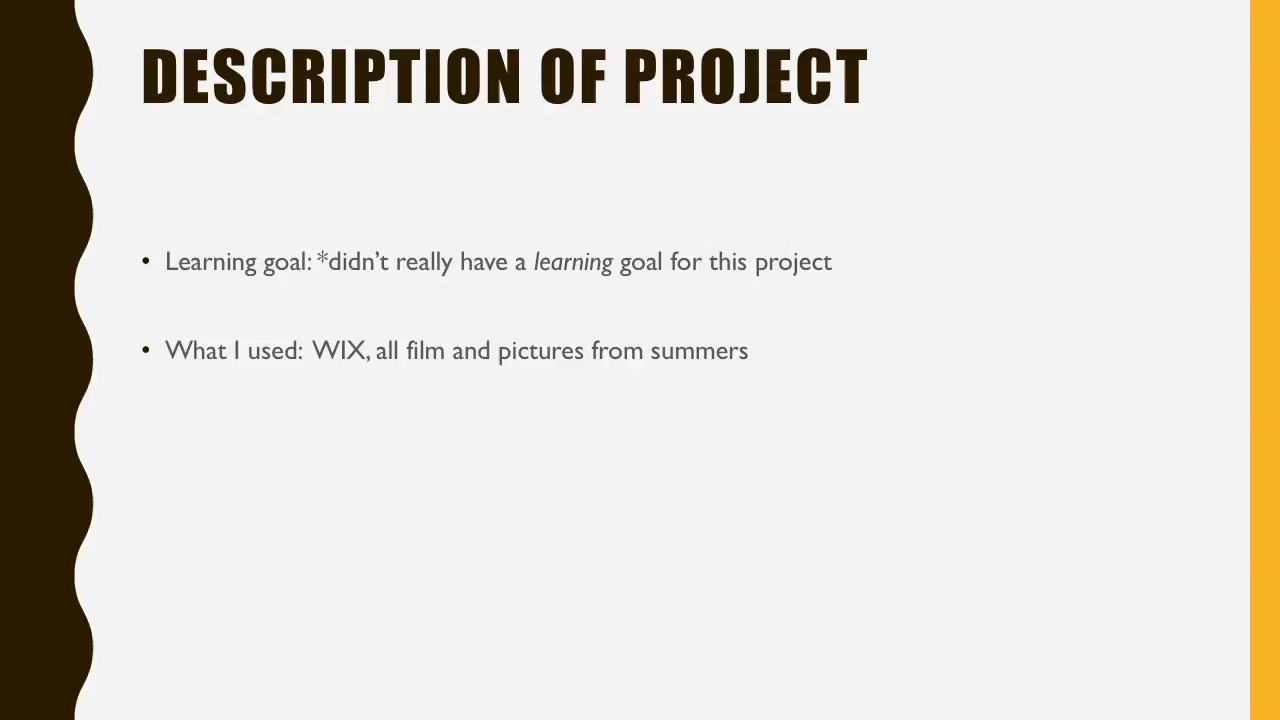 DESCRIPTION OF PROJECT
• Learning goal: *didn’t really have a learning goal for this project
• What I used: WIX, all film and pictures from summers